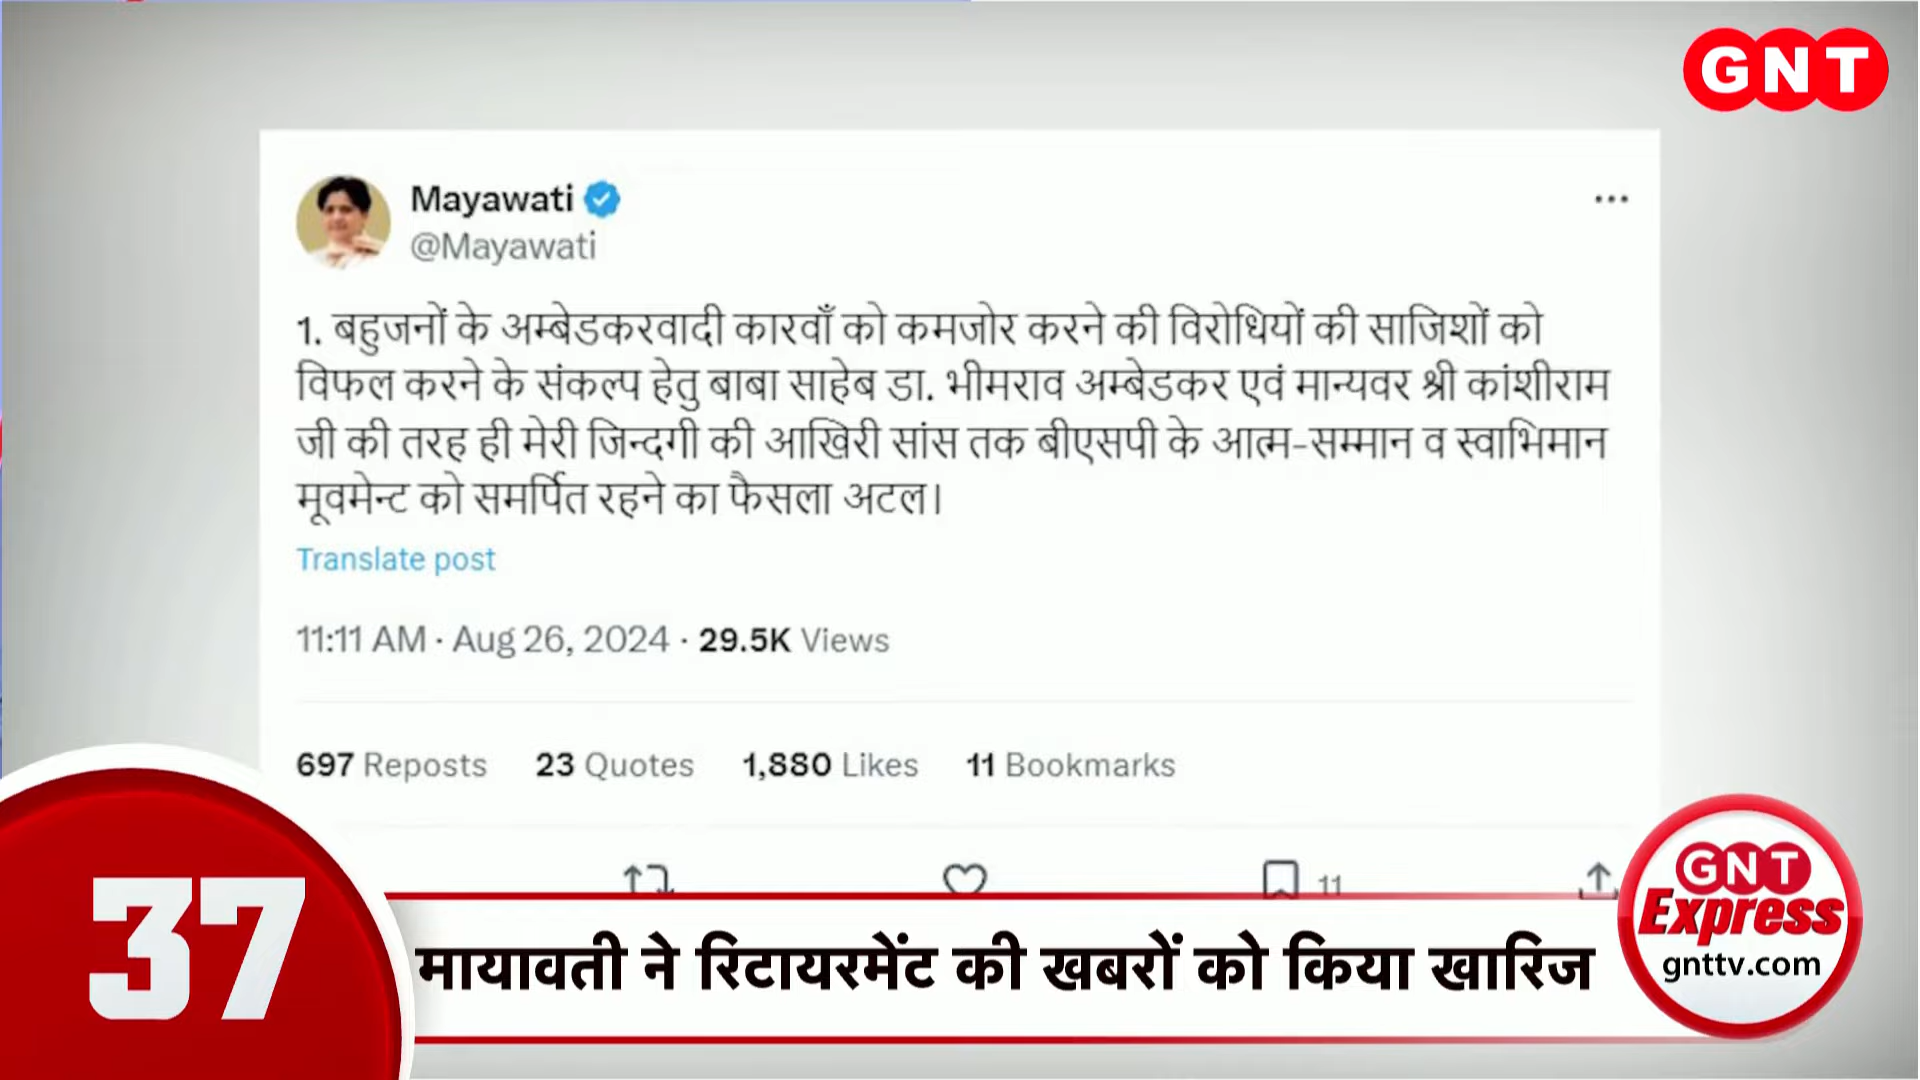 GNT
Mayawati
@Mayawati
1. बहुजनों के अम्बेडकरवादी कारवाँ को कमजोर करने की विरोधियों की साजिशों को
विफल करने के संकल्प हेतु बाबा साहेब डा. भीमराव अम्बेडकर एवं मान्यवर श्री कांशीराम
जी की तरह ही मेरी जिन्दगी की आखिरी सांस तक बीएसपी के आत्म-सम्मान व स्वाभिमान
मूवमेन्ट को समर्पित रहने का फैसला अटल।
Translate post
11:11 AM · Aug 26, 2024 · 29.5K Views
697 Reposts 23 Quotes 1,880 Likes 11 Bookmarks
11
37
मायावती ने रिटायरमेंट की खबरों को किया खारिज
GNT
Express
gnttv.com